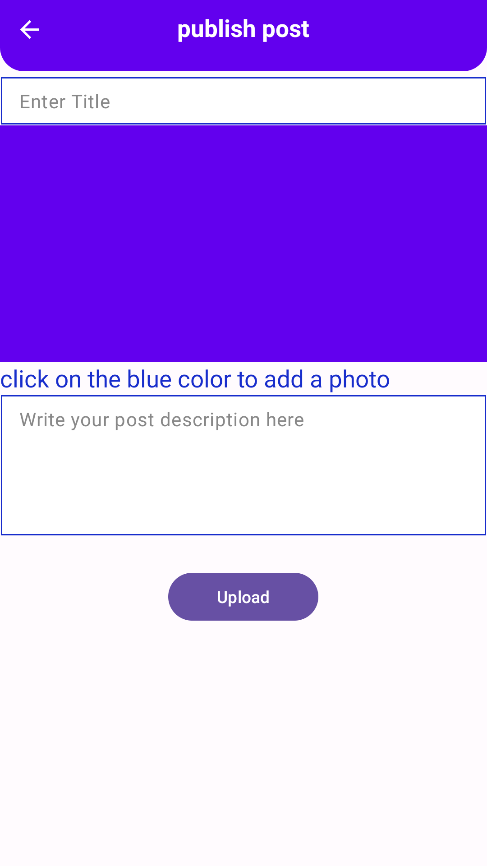 publish post
Enter Title
click on the blue color to add a photo
Write your post description here
Upload